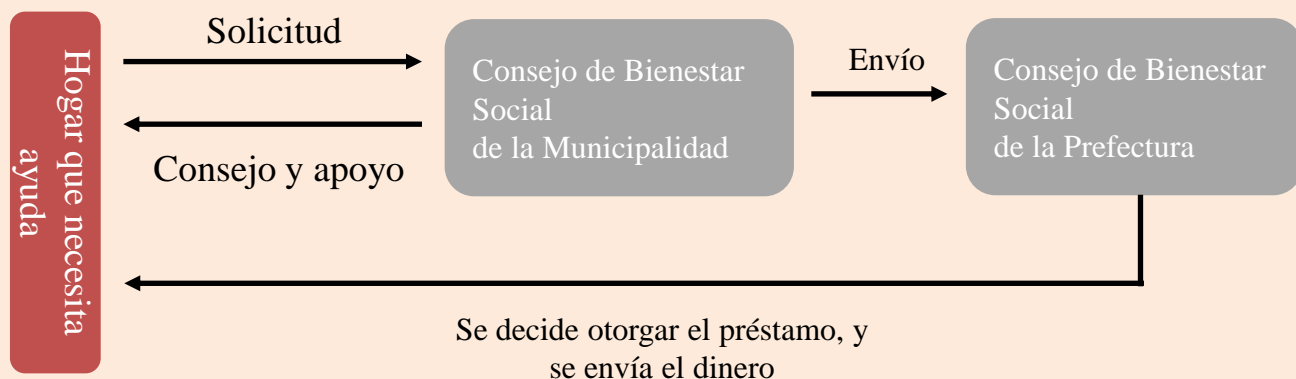 Hogar que necesita
ayuda
Solicitud
Consejo y apoyo
Consejo de Bienestar
Social
de la Municipalidad
Envío
Consejo de Bienestar
Social
de la Prefectura
Se decide otorgar el préstamo, y
se envía el dinero